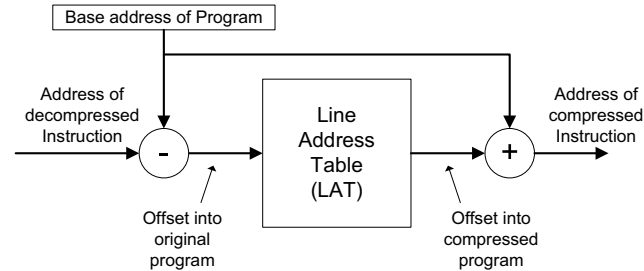 Base address of Program
Address of
decompressed
Instruction
-
Line
Address
Table
(LAT)
+
Address of
compressed
Instruction
Offset into
original
program
Offset into
compressed
program